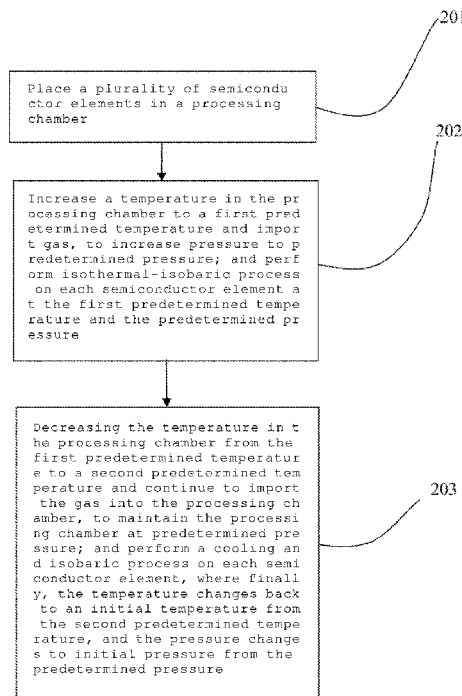 201
Place a plurality of semicondu
ctor elements in a processing
chamber
202
Increase a temperature in the pr
ocessing chamber to a first pred
etermined temperature and impor
t gas, to increase pressure to p
redetermined pressure; and perf
orm isothermal-isobaric process
on each semiconductor element a
t the first predetermined tempe
rature and the predetermined pr
essure
203
Decreasing the temperature in t
he processing chamber from the
first predetermined temperatur
e to a second predetermined tem
perature and continue to import
the gas into the processing ch
amber, to maintain the processi
ng chamber at predetermined pre
ssure; and perform a cooling an
d isobaric process on each semi
conductor element, where finall
y, the temperature changes back
to an initial temperature from
the second predetermined tempe
rature, and the pressure change
s to initial pressure from the
predetermined pressure